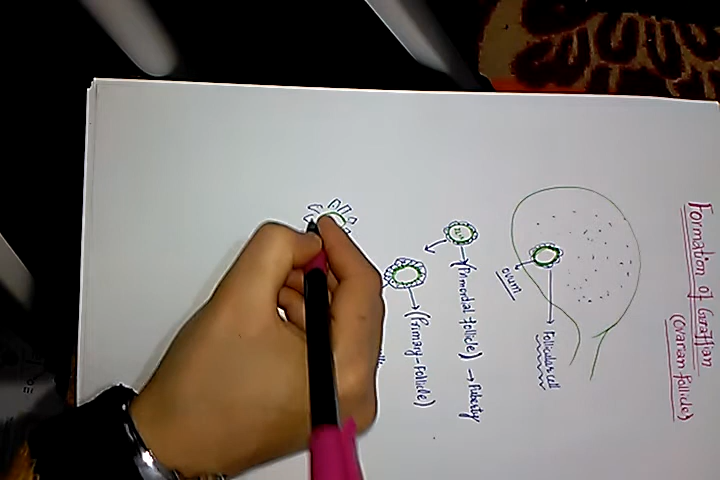 Formation of Graffian
(Ovarian follicle)
Follicular cell
ovum
(Primordial follicle) → Puberty
(Primary-follicle)